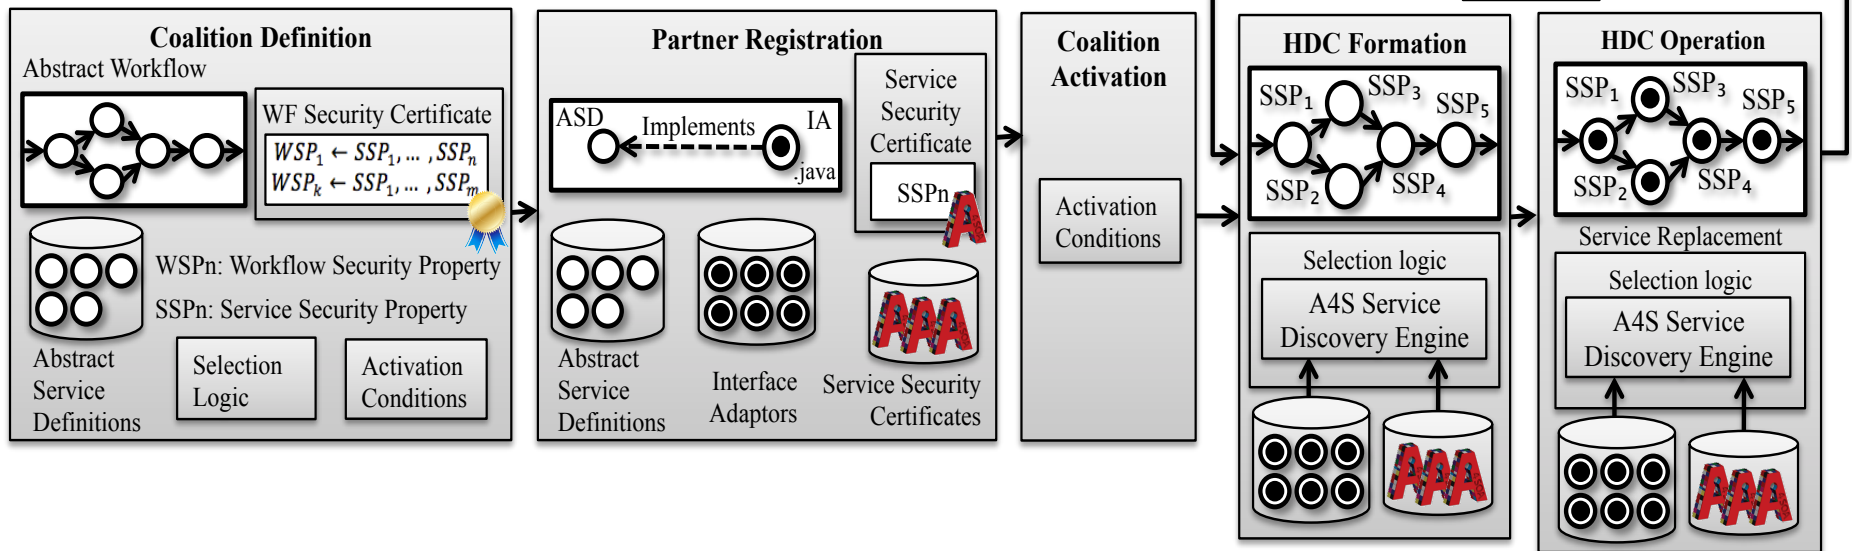 Coalition Definition
Abstract Workflow
WF Security Certificate
WSP₁ ← SSP₁, … , SSPₙ
WSPₖ ← SSP₁, … , SSPₘ
WSPn: Workflow Security Property
SSPn: Service Security Property
Abstract
Service
Definitions
Selection
Logic
Activation
Conditions
Partner Registration
ASD
Implements
IA
.java
Service
Security
Certificate
SSPn
Abstract
Service
Definitions
Interface
Adaptors
Service Security
Certificates
Coalition
Activation
Activation
Conditions
HDC Formation
SSP₁
SSP₃
SSP₅
SSP₂
SSP₄
Selection logic
A4S Service
Discovery Engine
HDC Operation
SSP₁
SSP₃
SSP₅
SSP₂
SSP₄
Service Replacement
Selection logic
A4S Service
Discovery Engine